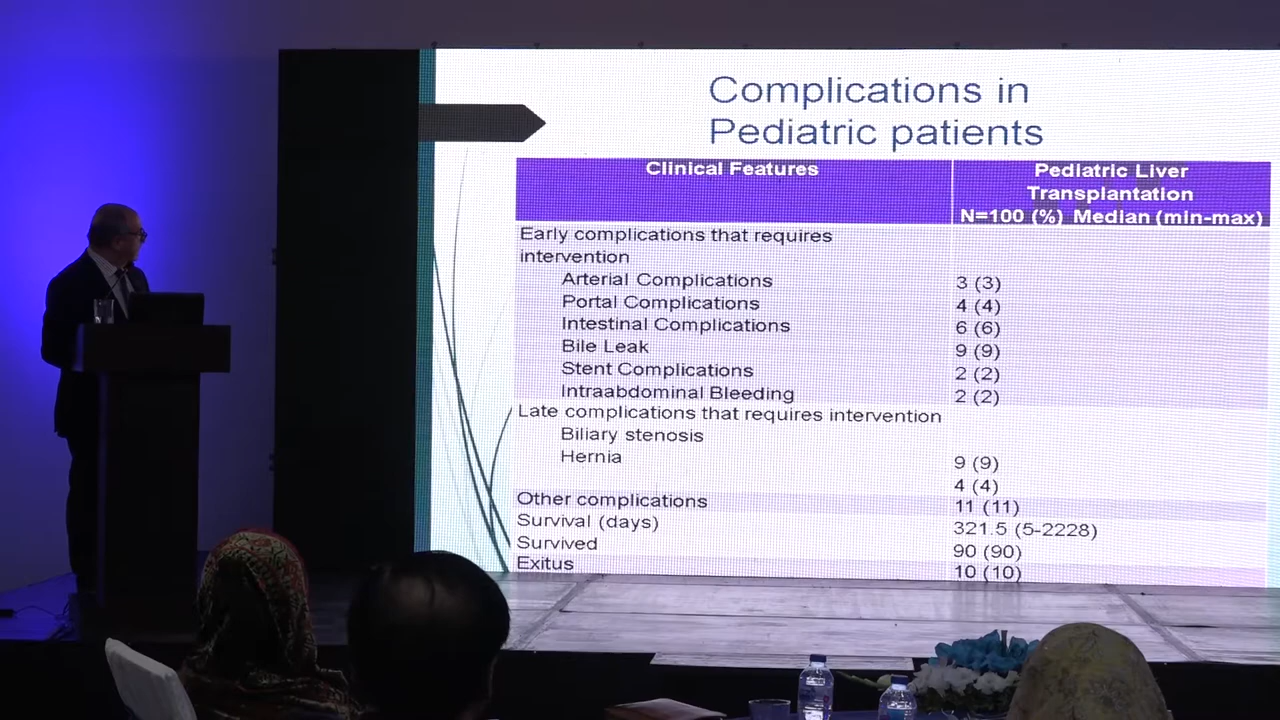 Complications in
Pediatric patients
Clinical Features
Pediatric Liver
Transplantation
N=100 (%) Median (min-max)
Early complications that requires
intervention
Arterial Complications 3 (3)
Portal Complications 4 (4)
Intestinal Complications 6 (6)
Bile Leak 9 (9)
Stent Complications 2 (2)
Intraabdominal Bleeding 2 (2)
Late complications that requires intervention
Biliary stenosis 9 (9)
Hernia 4 (4)
Other complications 11 (11)
Survival (days) 321.5 (5-2228)
Survived 90 (90)
Exitus 10 (10)